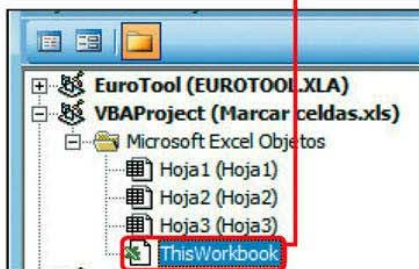 EuroTool (EUROTOOL.XLA)
VBAProject (Marcar celdas.xls)
Microsoft Excel Objetos
Hoja1 (Hoja1)
Hoja2 (Hoja2)
Hoja3 (Hoja3)
ThisWorkbook